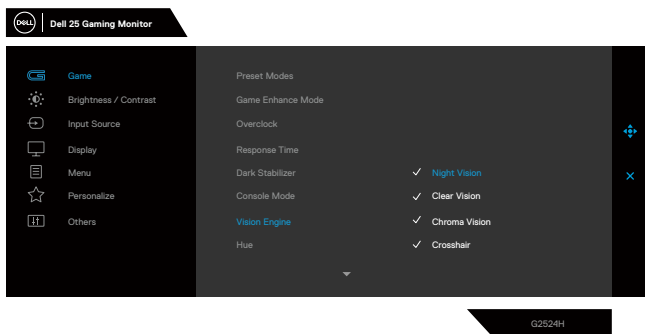 DELL
Dell 25 Gaming Monitor
Game
Brightness / Contrast
Input Source
Display
Menu
Personalize
Others
Preset Modes
Game Enhance Mode
Overclock
Response Time
Dark Stabilizer
Console Mode
Vision Engine
Hue
Night Vision
Clear Vision
Chroma Vision
Crosshair
G2524H